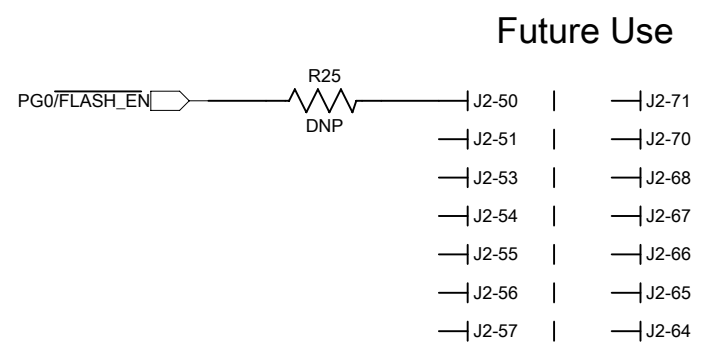 Future Use
R25
PG0/FLASH_EN J2-50 | J2-71
DNP
J2-51 | J2-70
J2-53 | J2-68
J2-54 | J2-67
J2-55 | J2-66
J2-56 | J2-65
J2-57 | J2-64